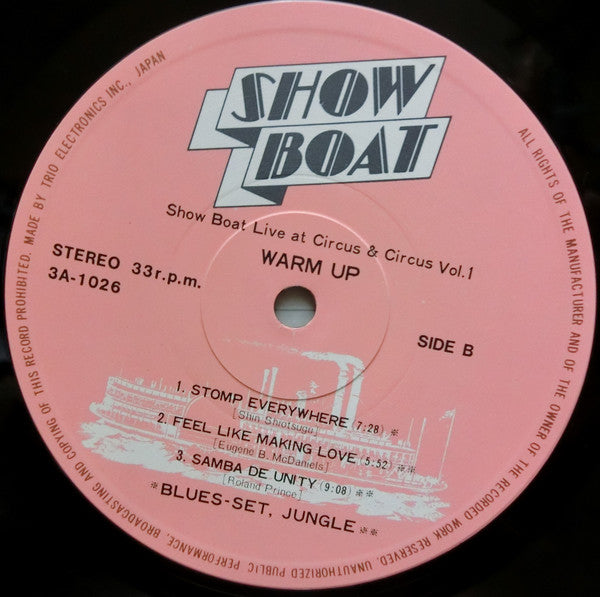 SHOW
BOAT
Show Boat Live at Circus & Circus Vol.1
WARM UP
STEREO 33r.p.m.
3A-1026
SIDE B
1. STOMP EVERYWHERE (7:28) ※
[Shin Shiotsugu]
2. FEEL LIKE MAKING LOVE (5:52) ※※
[Eugene B. McDaniels]
3. SAMBA DE UNITY (9:08) ※※
[Roland Prince]
※BLUES-SET, JUNGLE※※
ALL RIGHTS OF THE MANUFACTURER AND OF THE OWNER OF THE RECORDED WORK RESERVED. UNAUTHORIZED PUBLIC PERFORMANCE, BROADCASTING AND COPYING OF THIS RECORD PROHIBITED. MADE BY TRIO ELECTRONICS INC., JAPAN